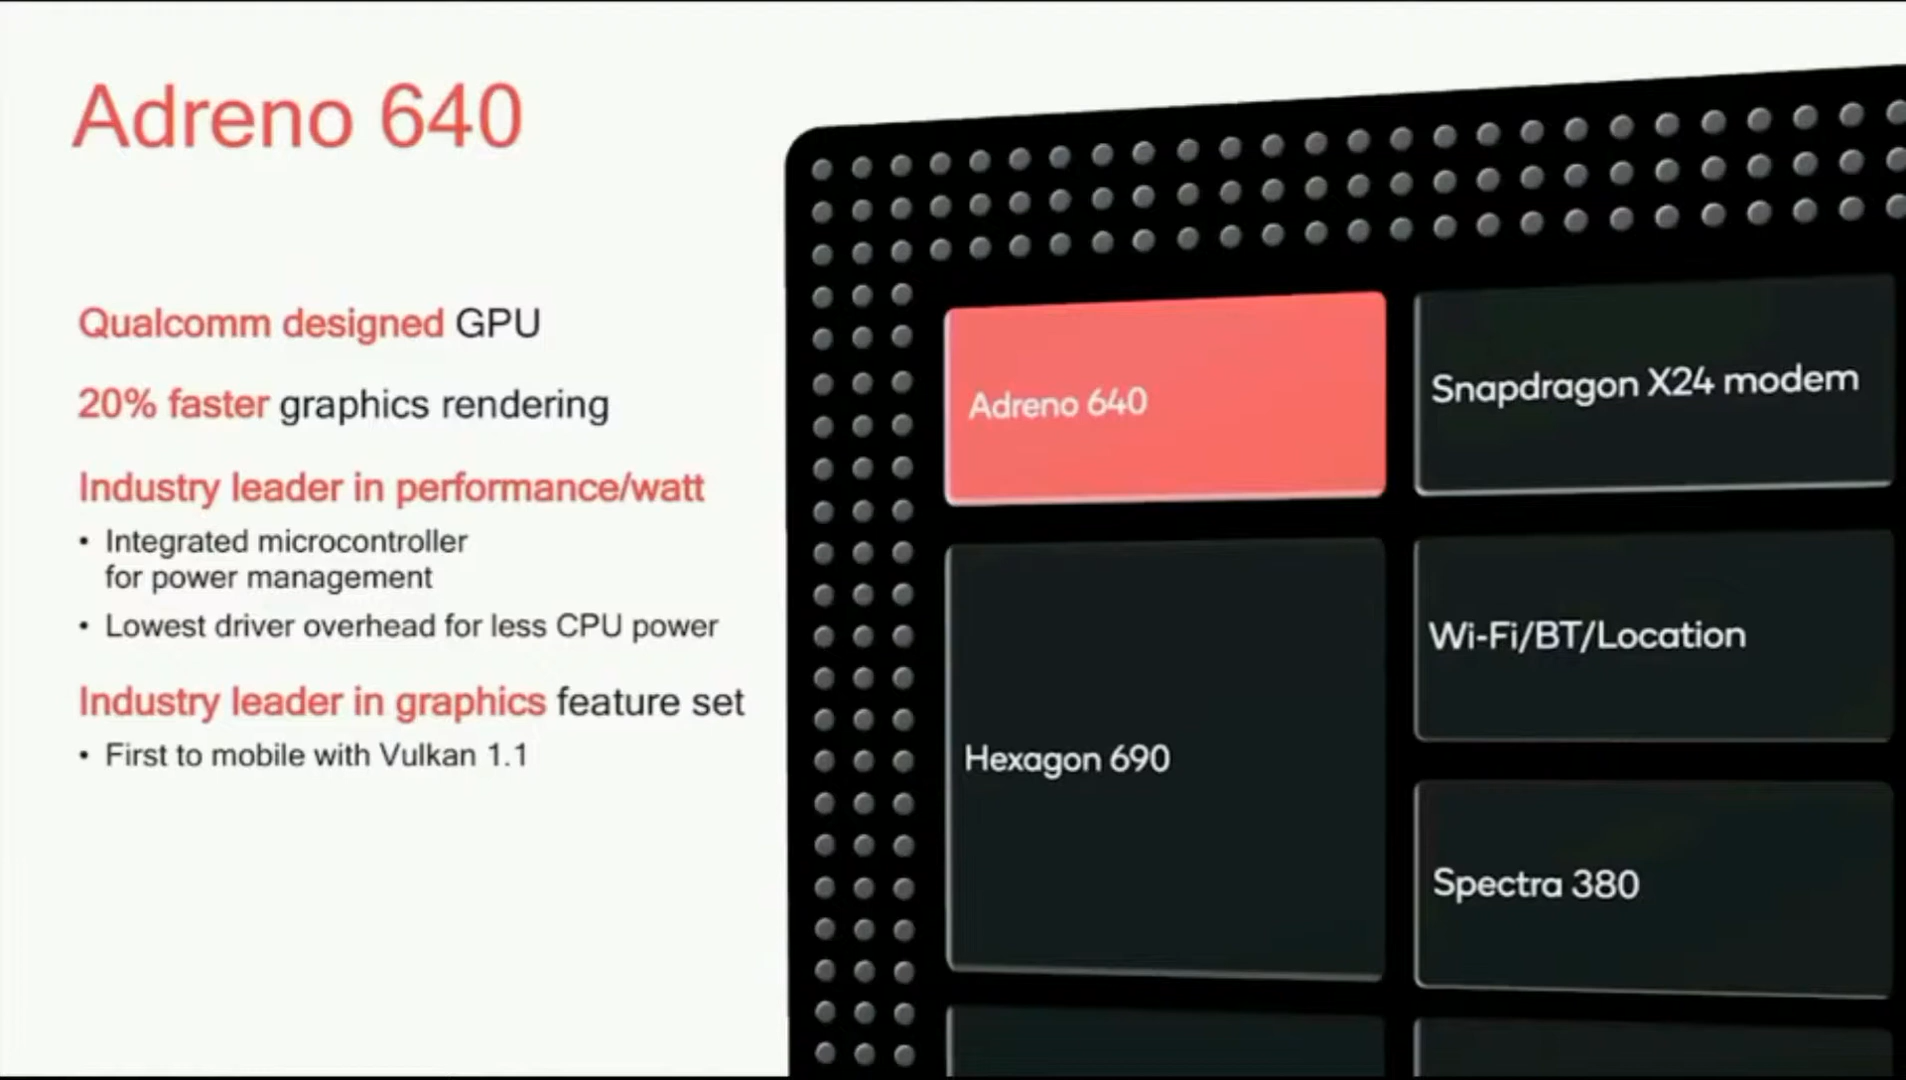 Adreno 640
Qualcomm designed GPU
20% faster graphics rendering
Industry leader in performance/watt
• Integrated microcontroller
for power management
• Lowest driver overhead for less CPU power
Industry leader in graphics feature set
• First to mobile with Vulkan 1.1
Adreno 640
Snapdragon X24 modem
Hexagon 690
Wi-Fi/BT/Location
Spectra 380